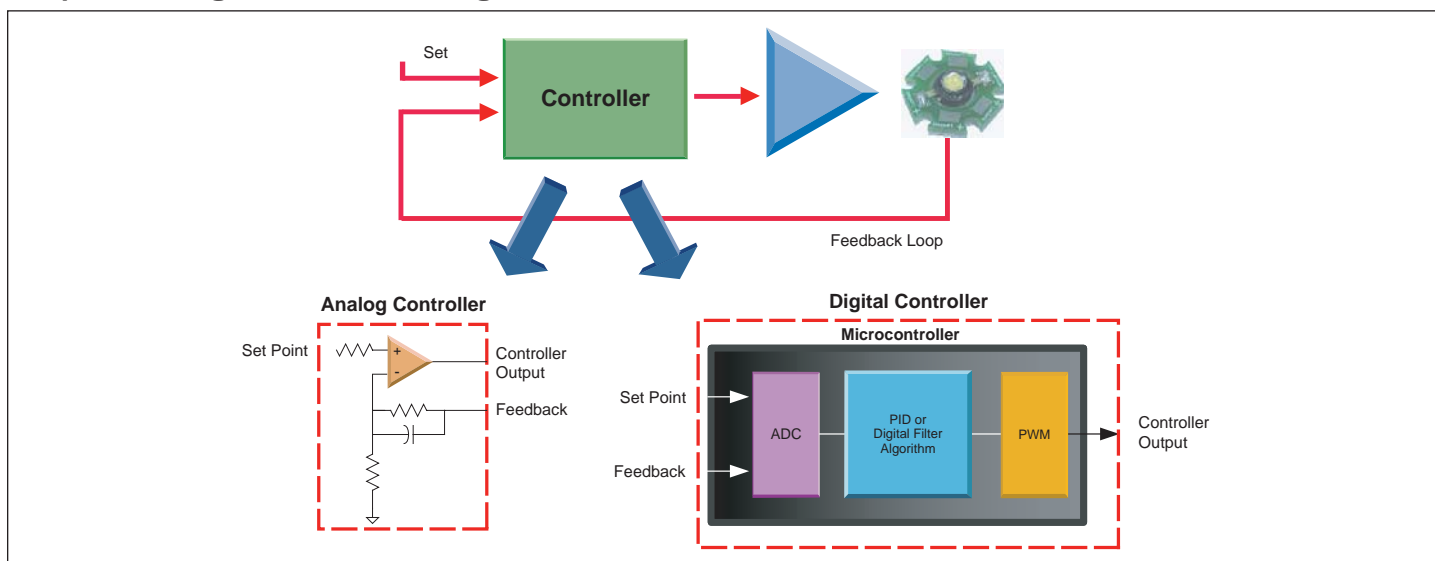 Set
Controller
Feedback Loop
Analog Controller
Set Point
+
-
Controller
Output
Feedback
Digital Controller
Microcontroller
Set Point
Feedback
ADC
PID or
Digital Filter
Algorithm
PWM
Controller
Output